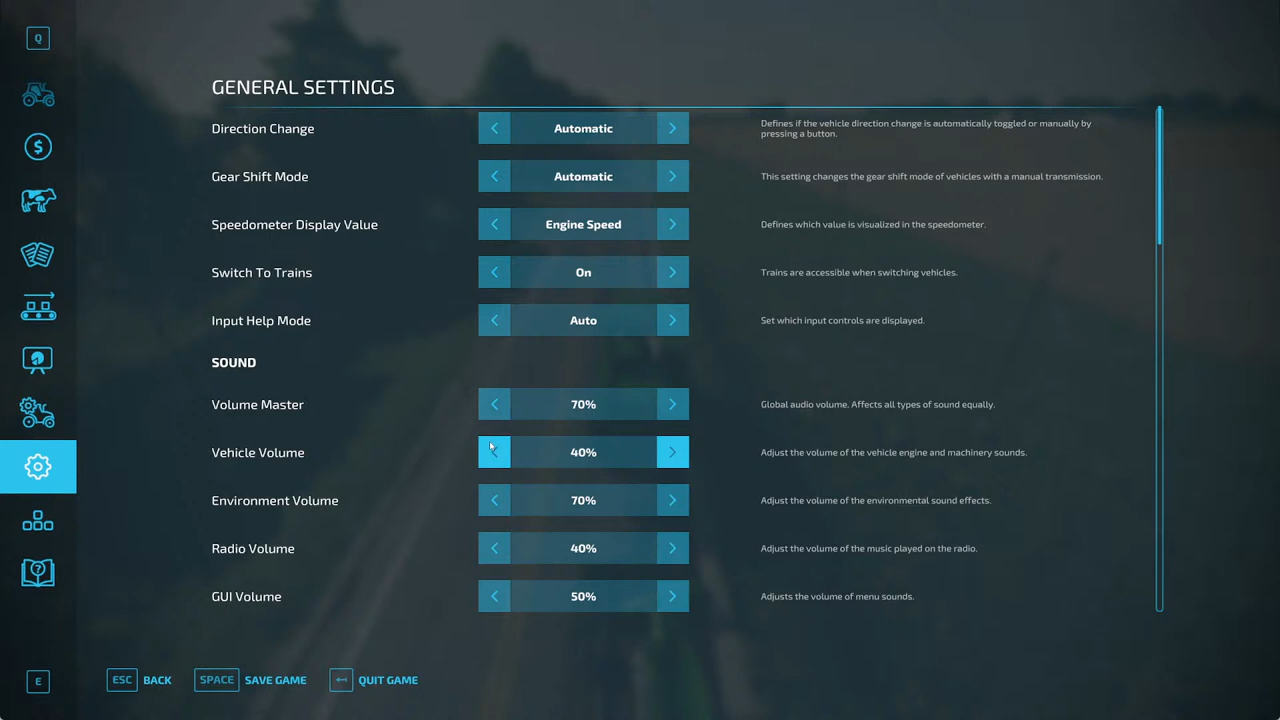 Q
GENERAL SETTINGS
Direction Change
Automatic
Defines if the vehicle direction change is automatically toggled or manually by
pressing a button.
Gear Shift Mode
Automatic
This setting changes the gear shift mode of vehicles with a manual transmission.
Speedometer Display Value
Engine Speed
Defines which value is visualized in the speedometer.
Switch To Trains
On
Trains are accessible when switching vehicles.
Input Help Mode
Auto
Set which input controls are displayed.
SOUND
Volume Master
70%
Global audio volume. Affects all types of sound equally.
Vehicle Volume
40%
Adjust the volume of the vehicle engine and machinery sounds.
Environment Volume
70%
Adjust the volume of the environmental sound effects.
Radio Volume
40%
Adjust the volume of the music played on the radio.
GUI Volume
50%
Adjusts the volume of menu sounds.
E
ESC BACK
SPACE SAVE GAME
QUIT GAME